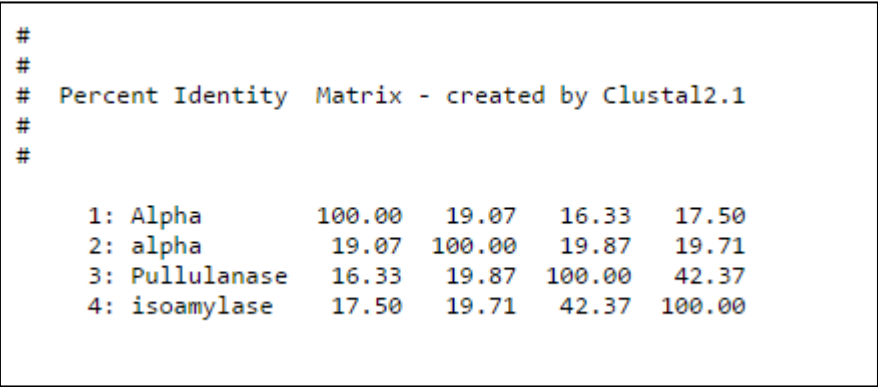 #
#
#  Percent Identity  Matrix - created by Clustal2.1
#
#
     1: Alpha         100.00   19.07   16.33   17.50
     2: alpha          19.07  100.00   19.87   19.71
     3: Pullulanase    16.33   19.87  100.00   42.37
     4: isoamylase     17.50   19.71   42.37  100.00